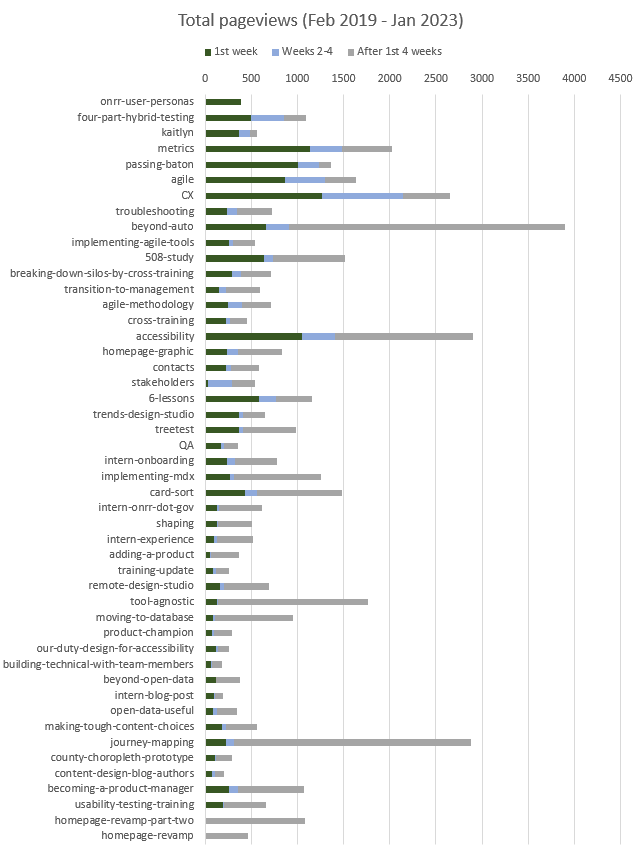 Total pageviews (Feb 2019 - Jan 2023)
1st week Weeks 2-4 After 1st 4 weeks
0 500 1000 1500 2000 2500 3000 3500 4000 4500
onrr-user-personas
four-part-hybrid-testing
kaitlyn
metrics
passing-baton
agile
CX
troubleshooting
beyond-auto
implementing-agile-tools
508-study
breaking-down-silos-by-cross-training
transition-to-management
agile-methodology
cross-training
accessibility
homepage-graphic
contacts
stakeholders
6-lessons
trends-design-studio
treetest
QA
intern-onboarding
implementing-mdx
card-sort
intern-onrr-dot-gov
shaping
intern-experience
adding-a-product
training-update
remote-design-studio
tool-agnostic
moving-to-database
product-champion
our-duty-design-for-accessibility
building-technical-with-team-members
beyond-open-data
intern-blog-post
open-data-useful
making-tough-content-choices
journey-mapping
county-choropleth-prototype
content-design-blog-authors
becoming-a-product-manager
usability-testing-training
homepage-revamp-part-two
homepage-revamp